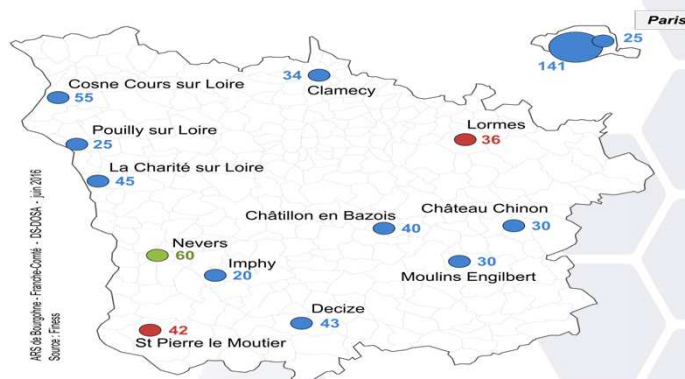 Paris
25
141
34
Clamecy
Cosne Cours sur Loire
55
Lormes
36
Pouilly sur Loire
25
La Charité sur Loire
45
Châtillon en Bazois
40
Château Chinon
30
Nevers
60
Imphy
20
30
Moulins Engilbert
Decize
43
42
St Pierre le Moutier
ARS de Bourgohne - Franche-Comté - DS-DOSA - juin 2016
Source : Finess